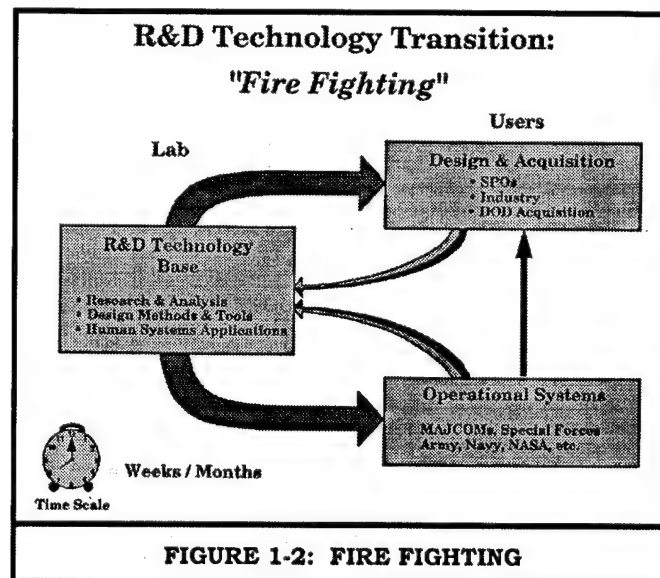 R&D Technology Transition:
"Fire Fighting"
Lab
Users
Design & Acquisition
• SPOs
• Industry
• DOD Acquisition
R&D Technology
Base
• Research & Analysis
• Design Methods & Tools
• Human Systems Applications
Operational Systems
MAJCOMs, Special Forces
Army, Navy, NASA, etc.
Weeks / Months
Time Scale
FIGURE 1-2: FIRE FIGHTING